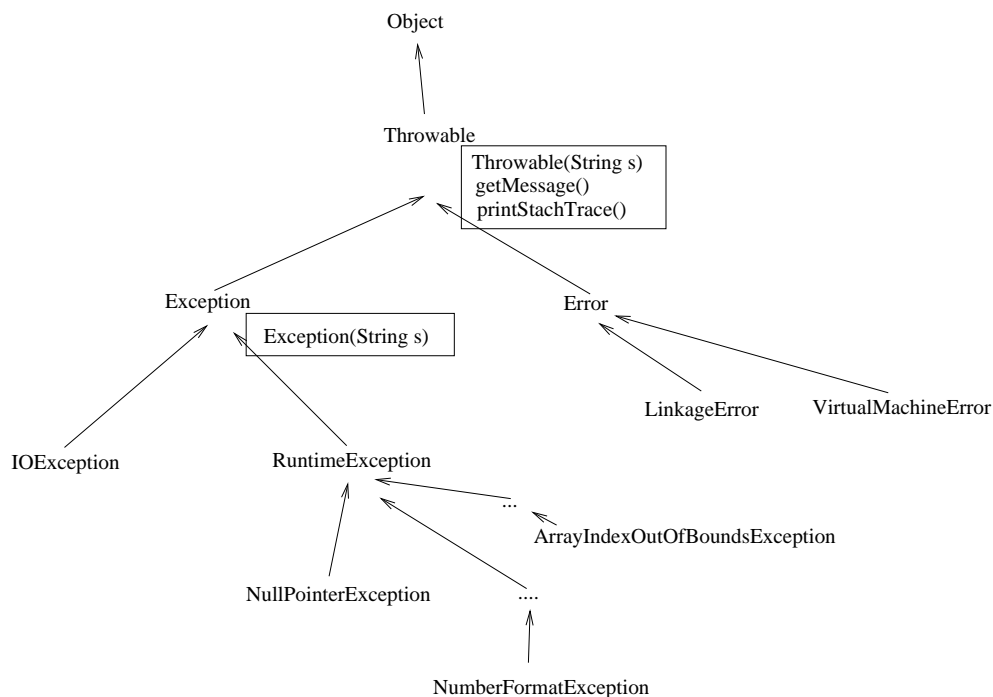 Object
Throwable
Throwable(String s)
getMessage()
printStachTrace()
Exception
Error
Exception(String s)
LinkageError
VirtualMachineError
IOException
RuntimeException
...
ArrayIndexOutOfBoundsException
NullPointerException
....
NumberFormatException